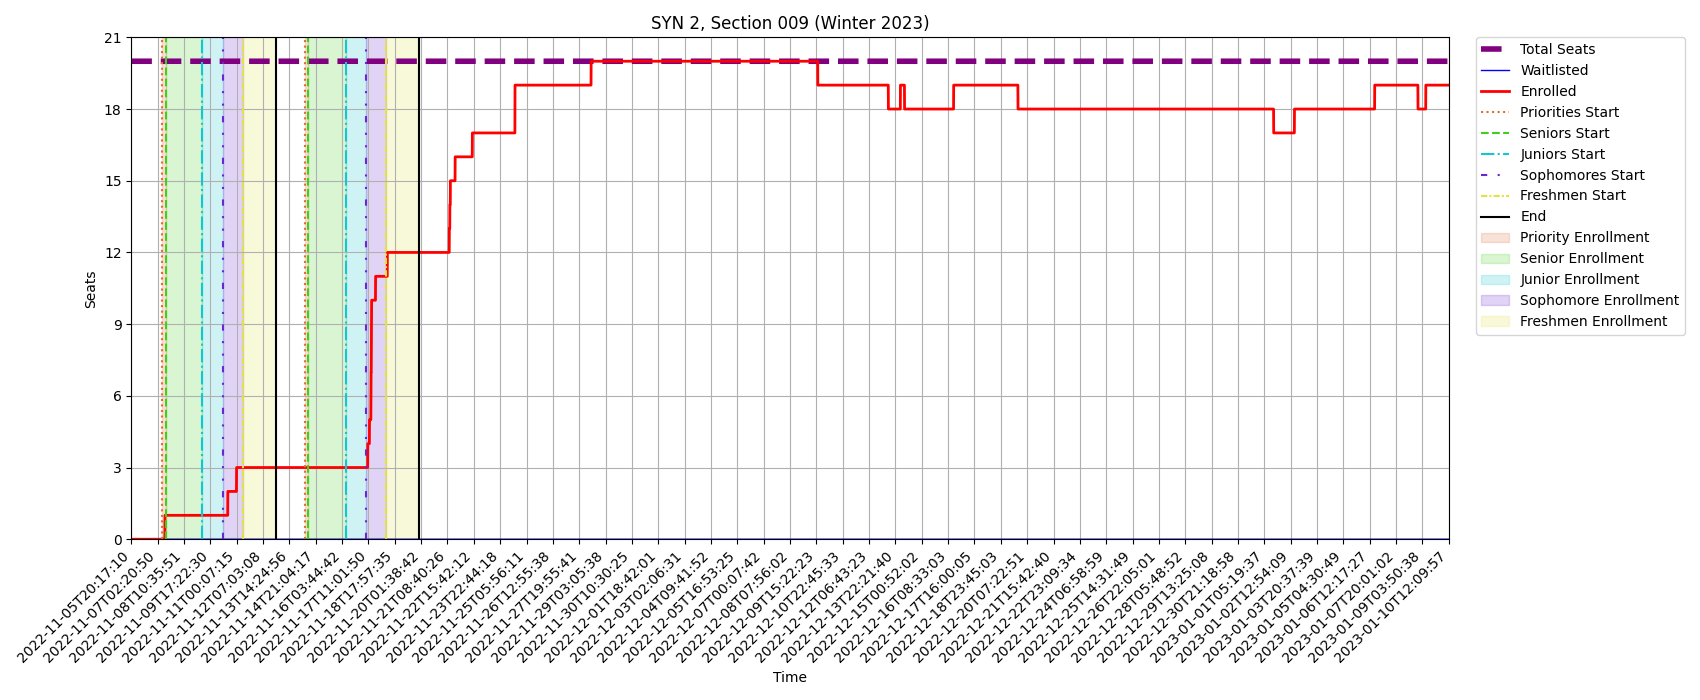 SYN 2, Section 009 (Winter 2023)
Seats
21
18
15
12
9
6
3
0
2022-11-05T20:17:10
2022-11-07T02:20:50
2022-11-08T10:35:51
2022-11-09T17:22:30
2022-11-11T00:07:15
2022-11-12T07:03:08
2022-11-13T14:24:56
2022-11-14T21:04:17
2022-11-16T03:44:42
2022-11-17T11:01:50
2022-11-18T17:57:35
2022-11-20T01:38:42
2022-11-21T08:40:26
2022-11-22T15:42:12
2022-11-23T22:44:18
2022-11-25T05:56:11
2022-11-26T12:55:38
2022-11-27T19:55:41
2022-11-29T03:05:38
2022-11-30T10:30:25
2022-12-01T18:42:01
2022-12-03T02:06:31
2022-12-04T09:41:52
2022-12-05T16:53:25
2022-12-07T00:07:42
2022-12-08T07:56:02
2022-12-09T15:22:23
2022-12-10T22:45:33
2022-12-12T06:43:23
2022-12-13T22:21:40
2022-12-15T00:52:02
2022-12-16T08:33:03
2022-12-17T16:00:05
2022-12-18T23:45:03
2022-12-20T07:22:51
2022-12-21T15:42:40
2022-12-22T23:09:34
2022-12-24T06:58:59
2022-12-25T14:31:49
2022-12-26T22:05:01
2022-12-28T05:48:52
2022-12-29T13:25:08
2022-12-30T21:18:58
2023-01-01T05:19:37
2023-01-02T12:54:09
2023-01-03T20:37:39
2023-01-05T04:30:49
2023-01-06T12:17:27
2023-01-07T20:01:02
2023-01-09T03:50:38
2023-01-10T12:09:57
Time
Total Seats
Waitlisted
Enrolled
Priorities Start
Seniors Start
Juniors Start
Sophomores Start
Freshmen Start
End
Priority Enrollment
Senior Enrollment
Junior Enrollment
Sophomore Enrollment
Freshmen Enrollment